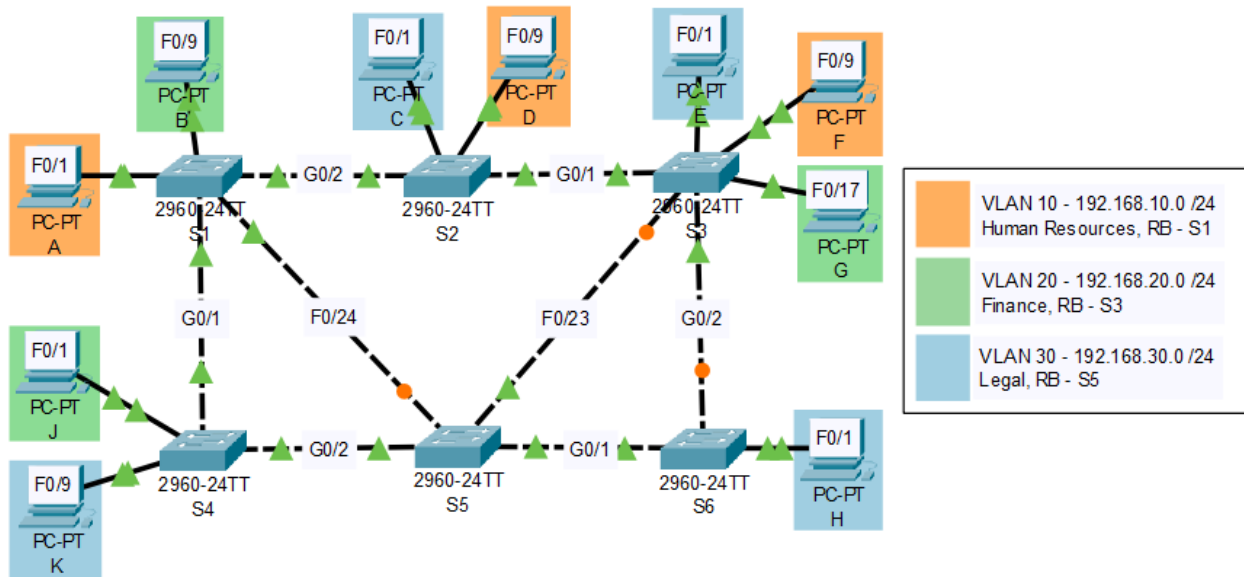 F0/9
PC-PT
B
F0/1
PC-PT
C
F0/9
PC-PT
D
F0/1
PC-PT
E
F0/9
PC-PT
F
F0/1
PC-PT
A
2960-24TT
S1
G0/2
2960-24TT
S2
G0/1
2960-24TT
S3
F0/17
PC-PT
G
VLAN 10 - 192.168.10.0 /24
Human Resources, RB - S1
VLAN 20 - 192.168.20.0 /24
Finance, RB - S3
VLAN 30 - 192.168.30.0 /24
Legal, RB - S5
G0/1
F0/24
F0/23
G0/2
F0/1
PC-PT
J
F0/9
PC-PT
K
2960-24TT
S4
G0/2
2960-24TT
S5
G0/1
2960-24TT
S6
F0/1
PC-PT
H